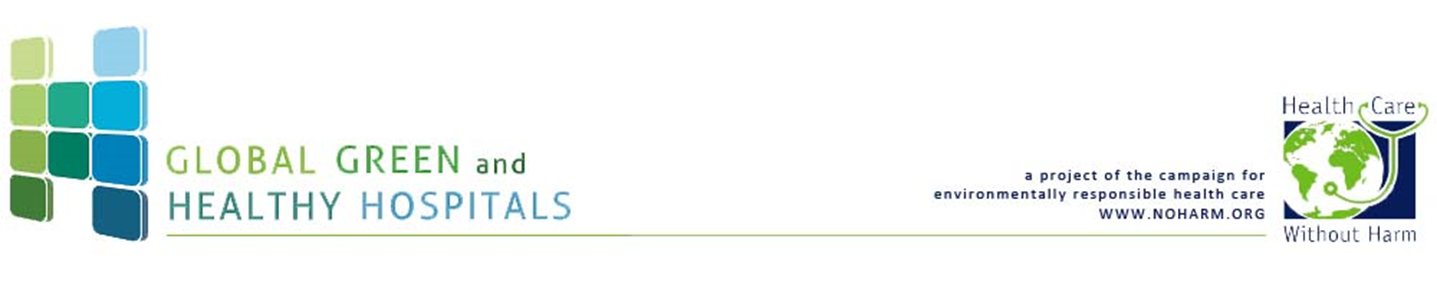 GLOBAL GREEN and
HEALTHY HOSPITALS
a project of the campaign for
environmentally responsible health care
WWW.NOHARM.ORG
Health Care
Without Harm